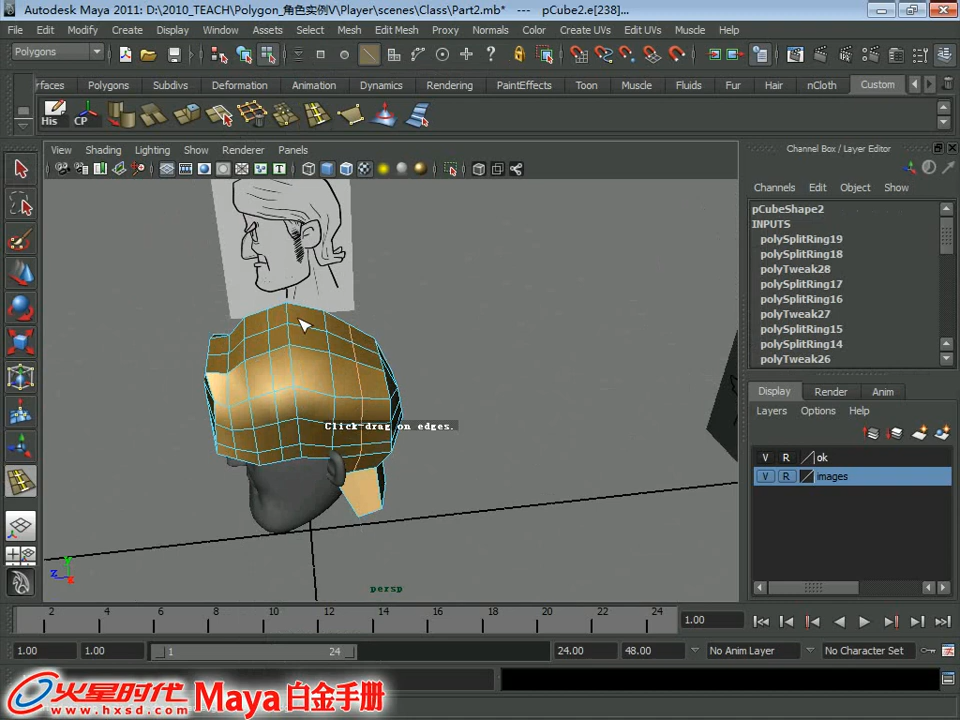 Autodesk Maya 2011: D:\2010_TEACH\Polygon_角色实例V\Player\scenes\Class\Part2.mb* --- pCube2.e[238]...
File Edit Modify Create Display Window Assets Select Mesh Edit Mesh Proxy Normals Color Create UVs Edit UVs Muscle Help
Polygons
rfaces Polygons Subdivs Deformation Animation Dynamics Rendering PaintEffects Toon Muscle Fluids Fur Hair nCloth Custom
His CP
View Shading Lighting Show Renderer Panels
Channel Box / Layer Editor
Channels Edit Object Show
pCubeShape2
INPUTS
polySplitRing19
polySplitRing18
polyTweak28
polySplitRing17
polySplitRing16
polyTweak27
polySplitRing15
polySplitRing14
polyTweak26
Click-drag on edges.
Display Render Anim
Layers Options Help
V R ok
V R images
persp
2 4 6 8 10 12 14 16 18 20 22 24
1.00
1.00 1.00 1 24 24.00 48.00 No Anim Layer No Character Set
火星时代 Maya 白金手册
www.hxsd.com